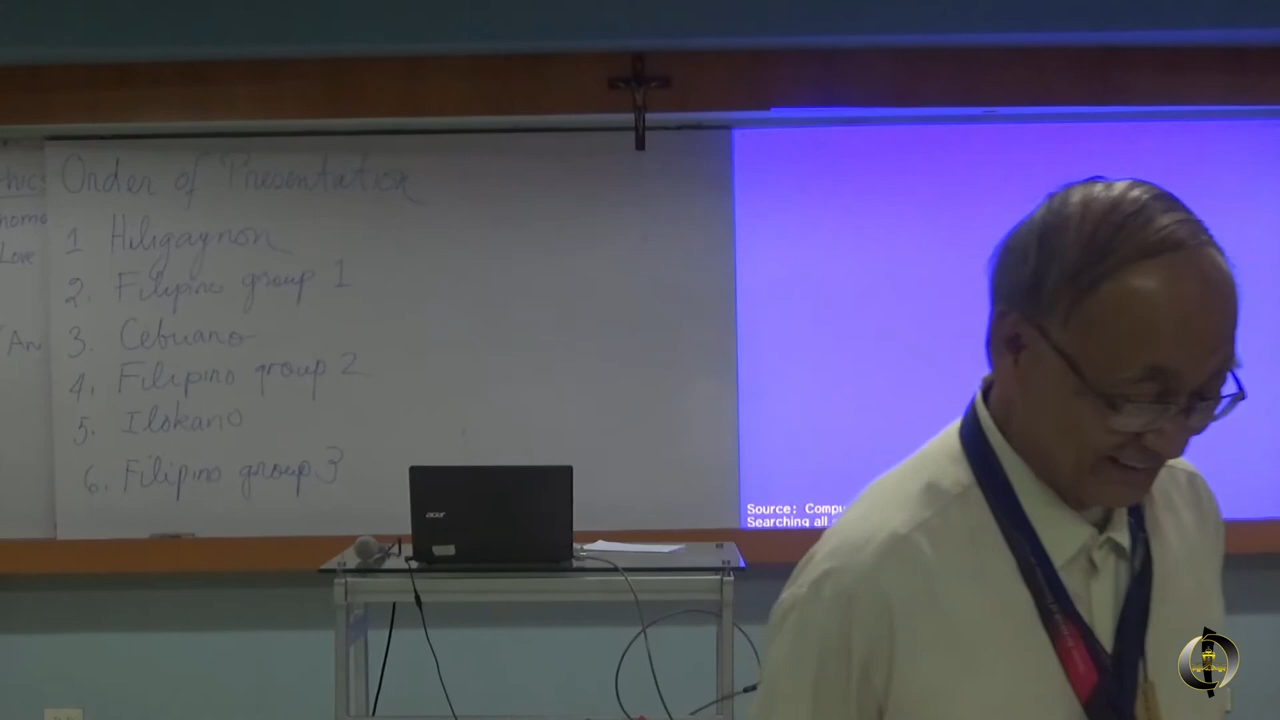 Order of Presentation
1 Hiligaynon
2. Filipino group 1
3. Cebuano
4. Filipino group 2
5. Ilokano
6. Filipino group 3
Love
acer
Source: Compu
Searching all